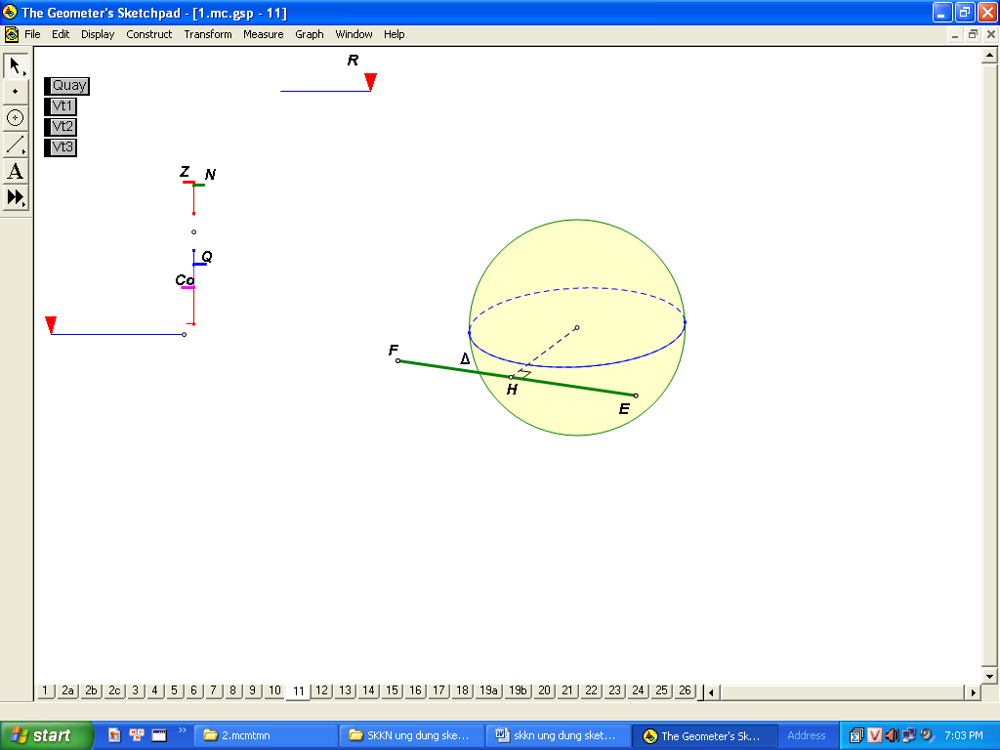 The Geometer's Sketchpad - [1.mc.gsp - 11]
File Edit Display Construct Transform Measure Graph Window Help
R
Quay
Vt1
Vt2
Vt3
A
Z N
Q
Co
F Δ
H
E
1 2a 2b 2c 3 4 5 6 7 8 9 10 11 12 13 14 15 16 17 18 19a 19b 20 21 22 23 24 25 26
start 2.mcmtmn SKKN ung dung ske... skkn ung dung sket... The Geometer's Sk... Address 7:03 PM